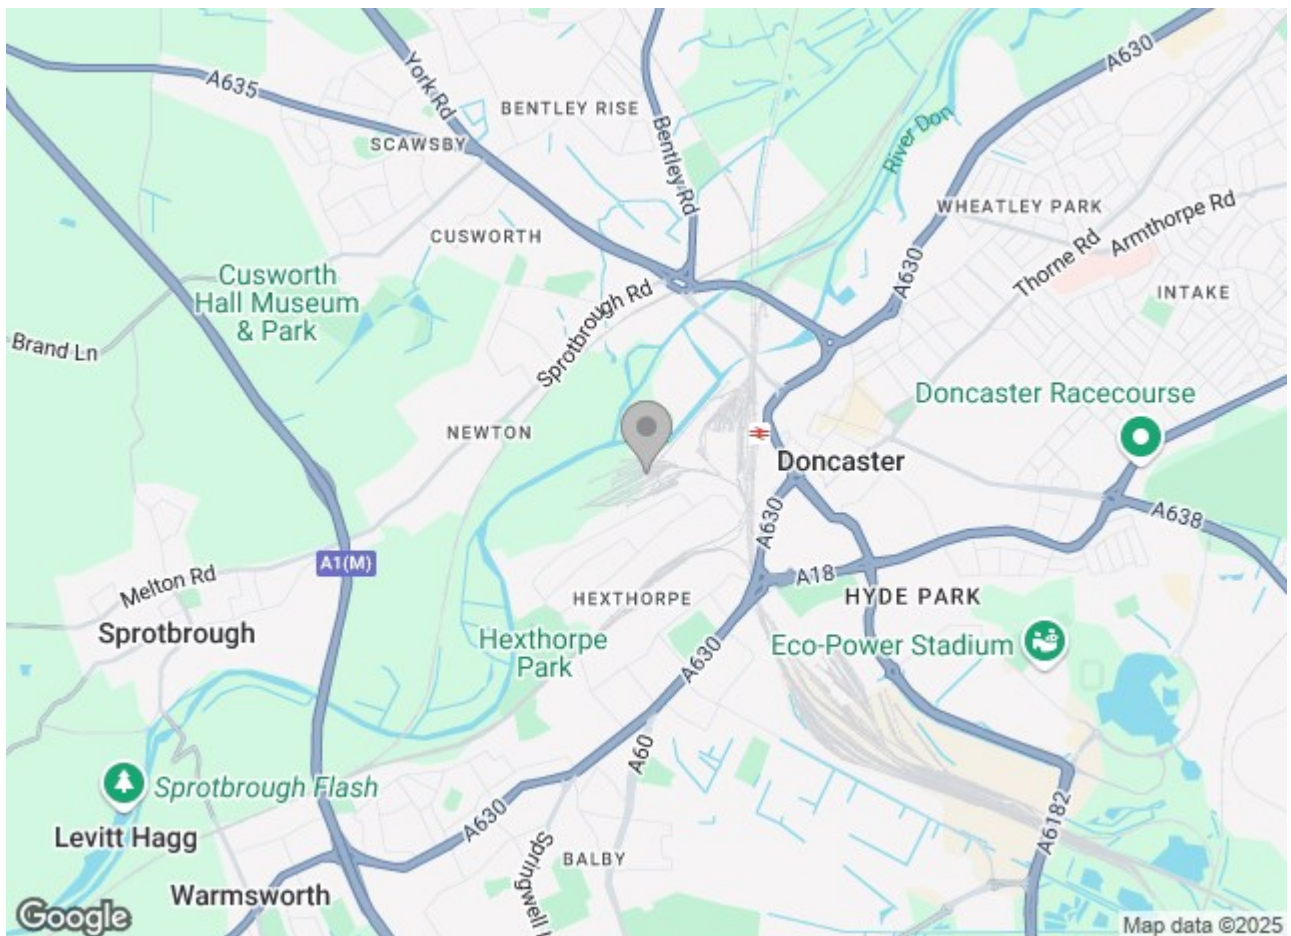 A630
A635
York Rd
BENTLEY RISE
SCAWSBY
Bentley Rd
River Don
WHEATLEY PARK
Armthorpe Rd
CUSWORTH
Thorne Rd
A630
Cusworth
Hall Museum
& Park
Sprotbrough Rd
INTAKE
Brand Ln
Doncaster Racecourse
NEWTON
Doncaster
A630
A638
A1(M)
Melton Rd
A18
HEXTHORPE
HYDE PARK
Sprotbrough
Hexthorpe
Park
A630
Eco-Power Stadium
A60
Sprotbrough Flash
A630
A6182
Levitt Hagg
Springwell
BALBY
Warmsworth
Google
Map data ©2025